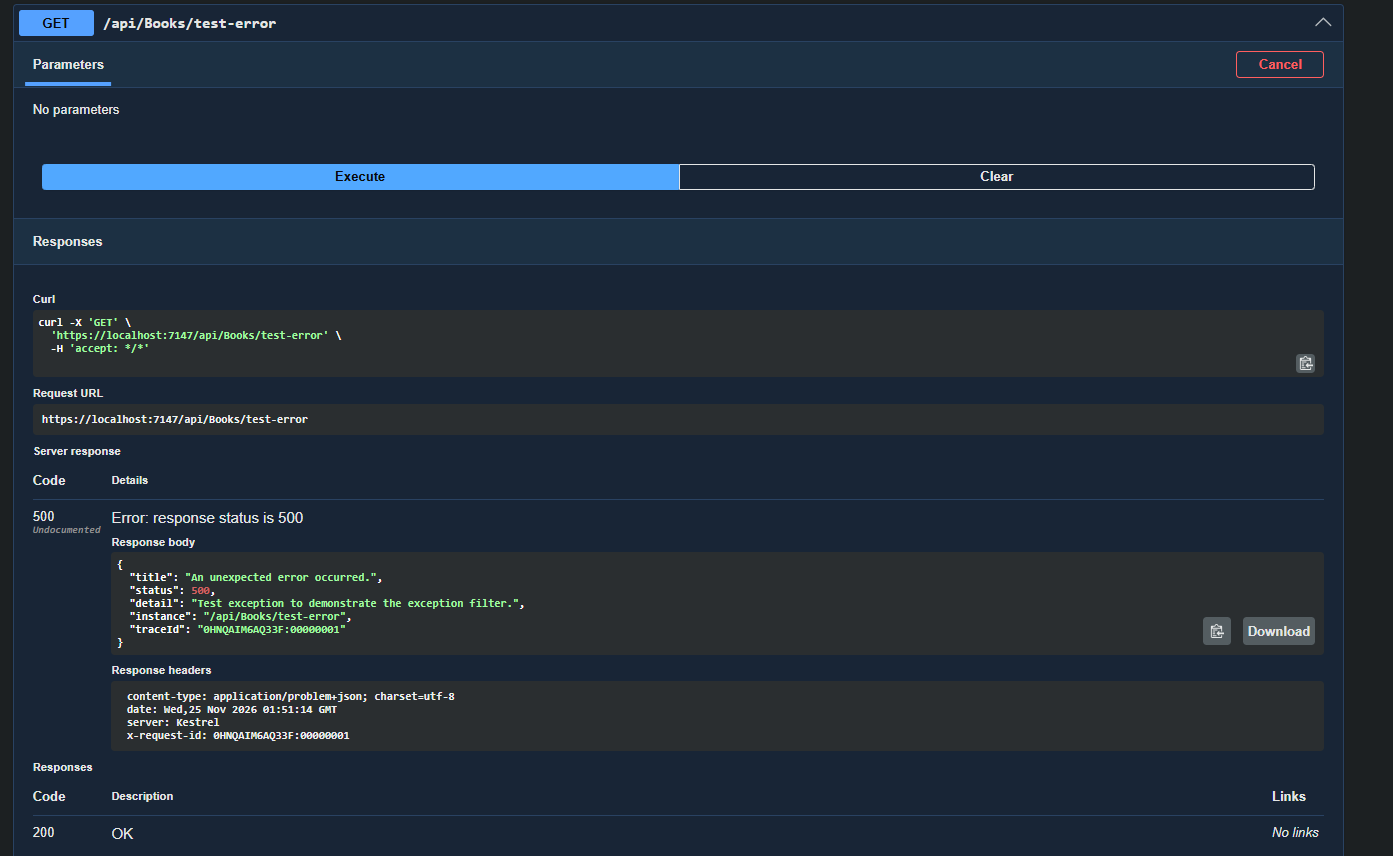 GET /api/Books/test-error
Parameters
Cancel
No parameters
Execute
Clear
Responses
Curl
curl -X 'GET' \
  'https://localhost:7147/api/Books/test-error' \
  -H 'accept: */*'
Request URL
https://localhost:7147/api/Books/test-error
Server response
Code Details
500 Error: response status is 500
Undocumented
Response body
{
  "title": "An unexpected error occurred.",
  "status": 500,
  "detail": "Test exception to demonstrate the exception filter.",
  "instance": "/api/Books/test-error",
  "traceId": "0HNQAIM6AQ33F:00000001"
}
Download
Response headers
content-type: application/problem+json; charset=utf-8
date: Wed,25 Nov 2026 01:51:14 GMT
server: Kestrel
x-request-id: 0HNQAIM6AQ33F:00000001
Responses
Code Description Links
200 OK No links